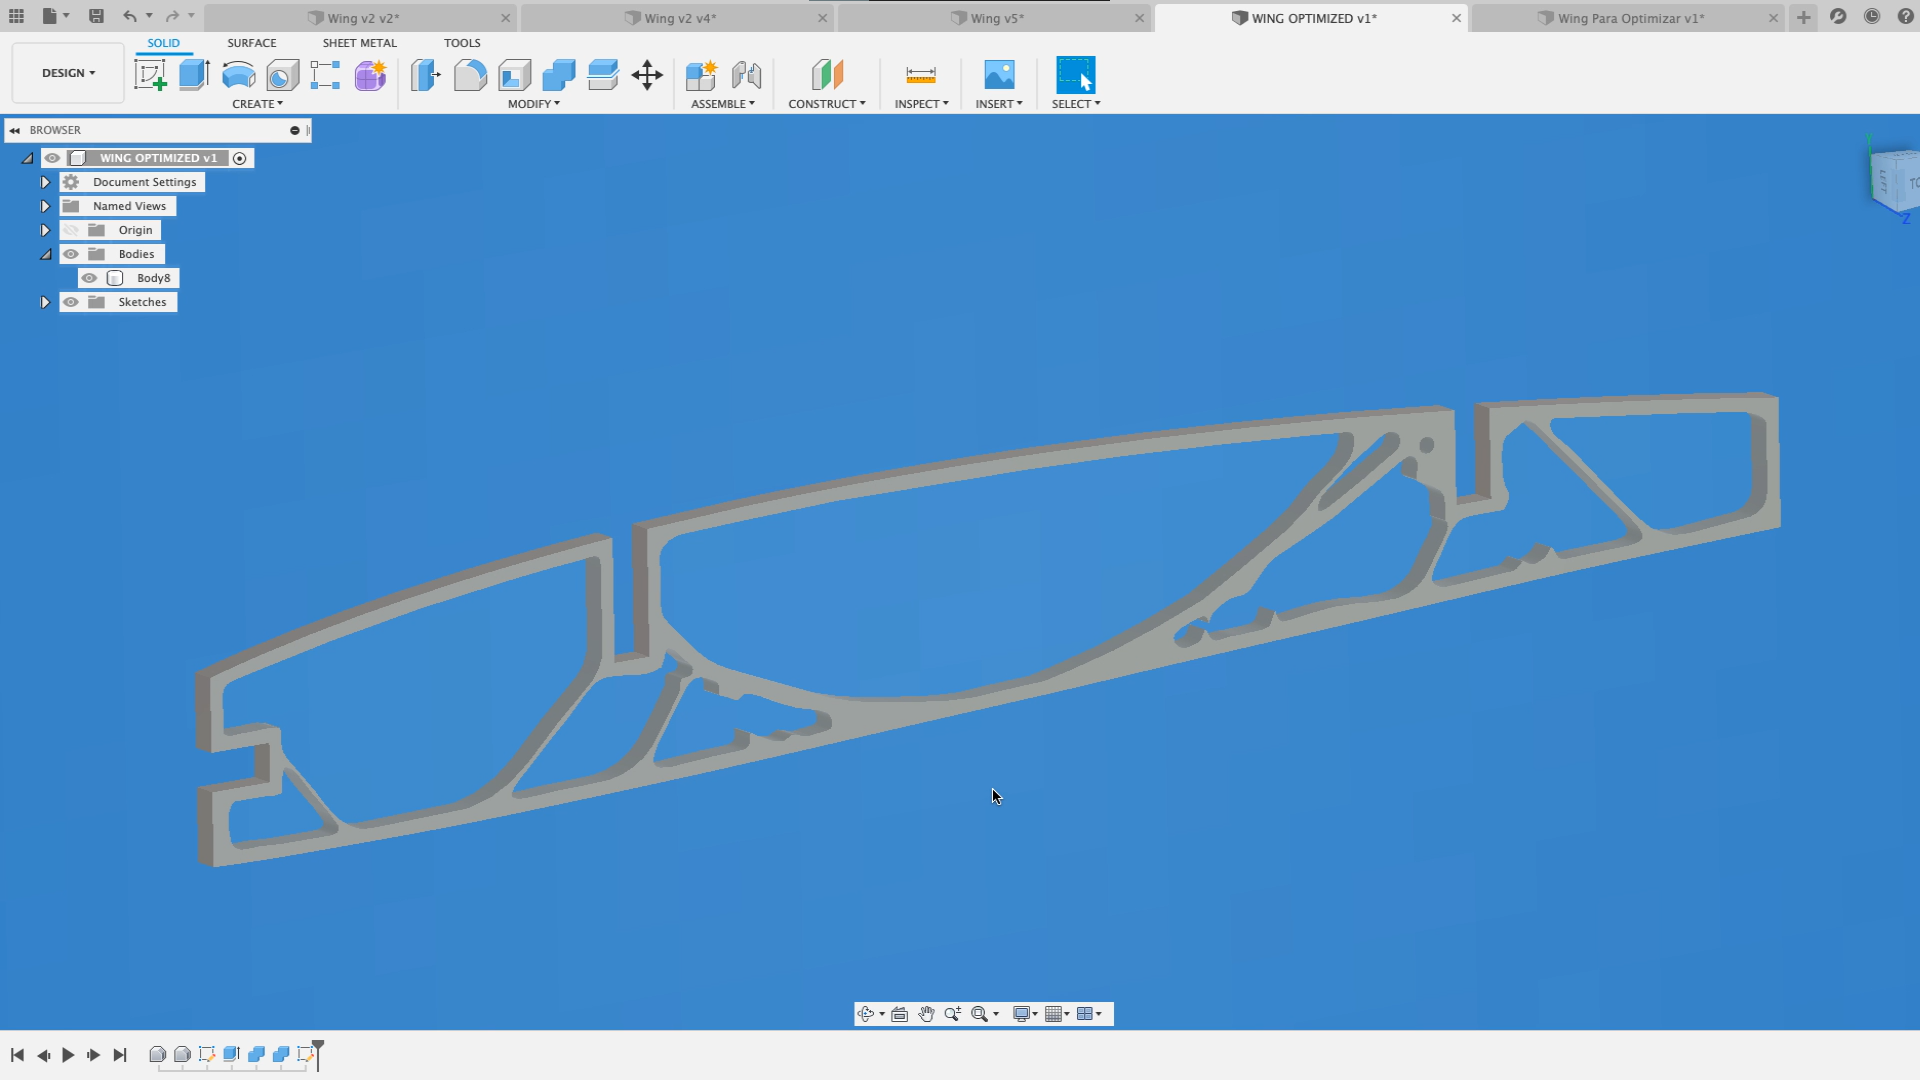 Wing v2 v2*
Wing v2 v4*
Wing v5*
WING OPTIMIZED v1*
Wing Para Optimizar v1*
DESIGN
SOLID
SURFACE
SHEET METAL
TOOLS
CREATE
MODIFY
ASSEMBLE
CONSTRUCT
INSPECT
INSERT
SELECT
BROWSER
WING OPTIMIZED v1
Document Settings
Named Views
Origin
Bodies
Body8
Sketches
Y
LEFT
Z